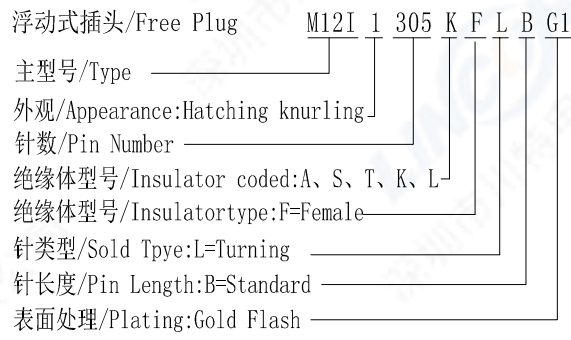 浮动式插头/Free Plug M12I 1 305 K F L B G1
主型号/Type
外观/Appearance:Hatching knurling
针数/Pin Number
绝缘体型号/Insulator coded:A、S、T、K、L
绝缘体型号/Insulatortype:F=Female
针类型/Sold Tpye:L=Turning
针长度/Pin Length:B=Standard
表面处理/Plating:Gold Flash